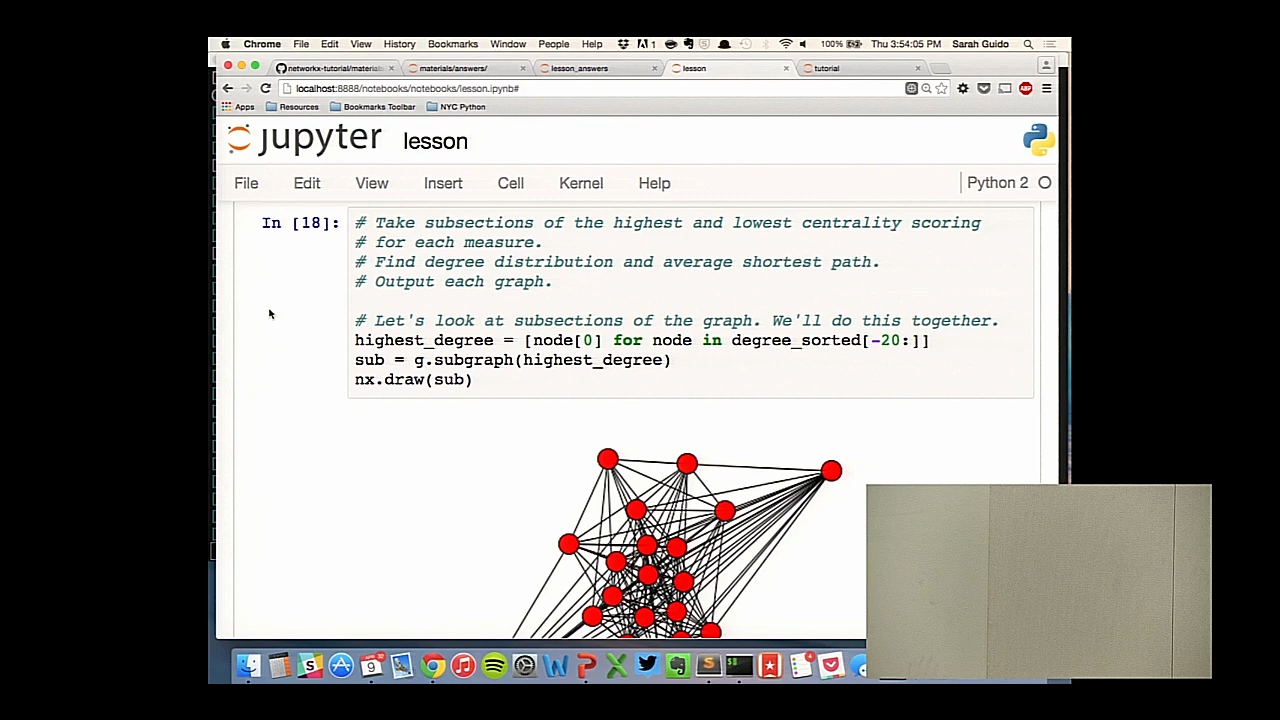 Chrome File Edit View History Bookmarks Window People Help 1 100% Thu 3:54:05 PM Sarah Guido
networkx-tutorial/material materials/answers/ lesson_answers lesson tutorial
localhost:8888/notebooks/notebooks/lesson.ipynb#
Apps Resources Bookmarks Toolbar NYC Python
jupyter lesson
File Edit View Insert Cell Kernel Help Python 2
In [18]: # Take subsections of the highest and lowest centrality scoring
# for each measure.
# Find degree distribution and average shortest path.
# Output each graph.
# Let's look at subsections of the graph. We'll do this together.
highest_degree = [node[0] for node in degree_sorted[-20:]]
sub = g.subgraph(highest_degree)
nx.draw(sub)